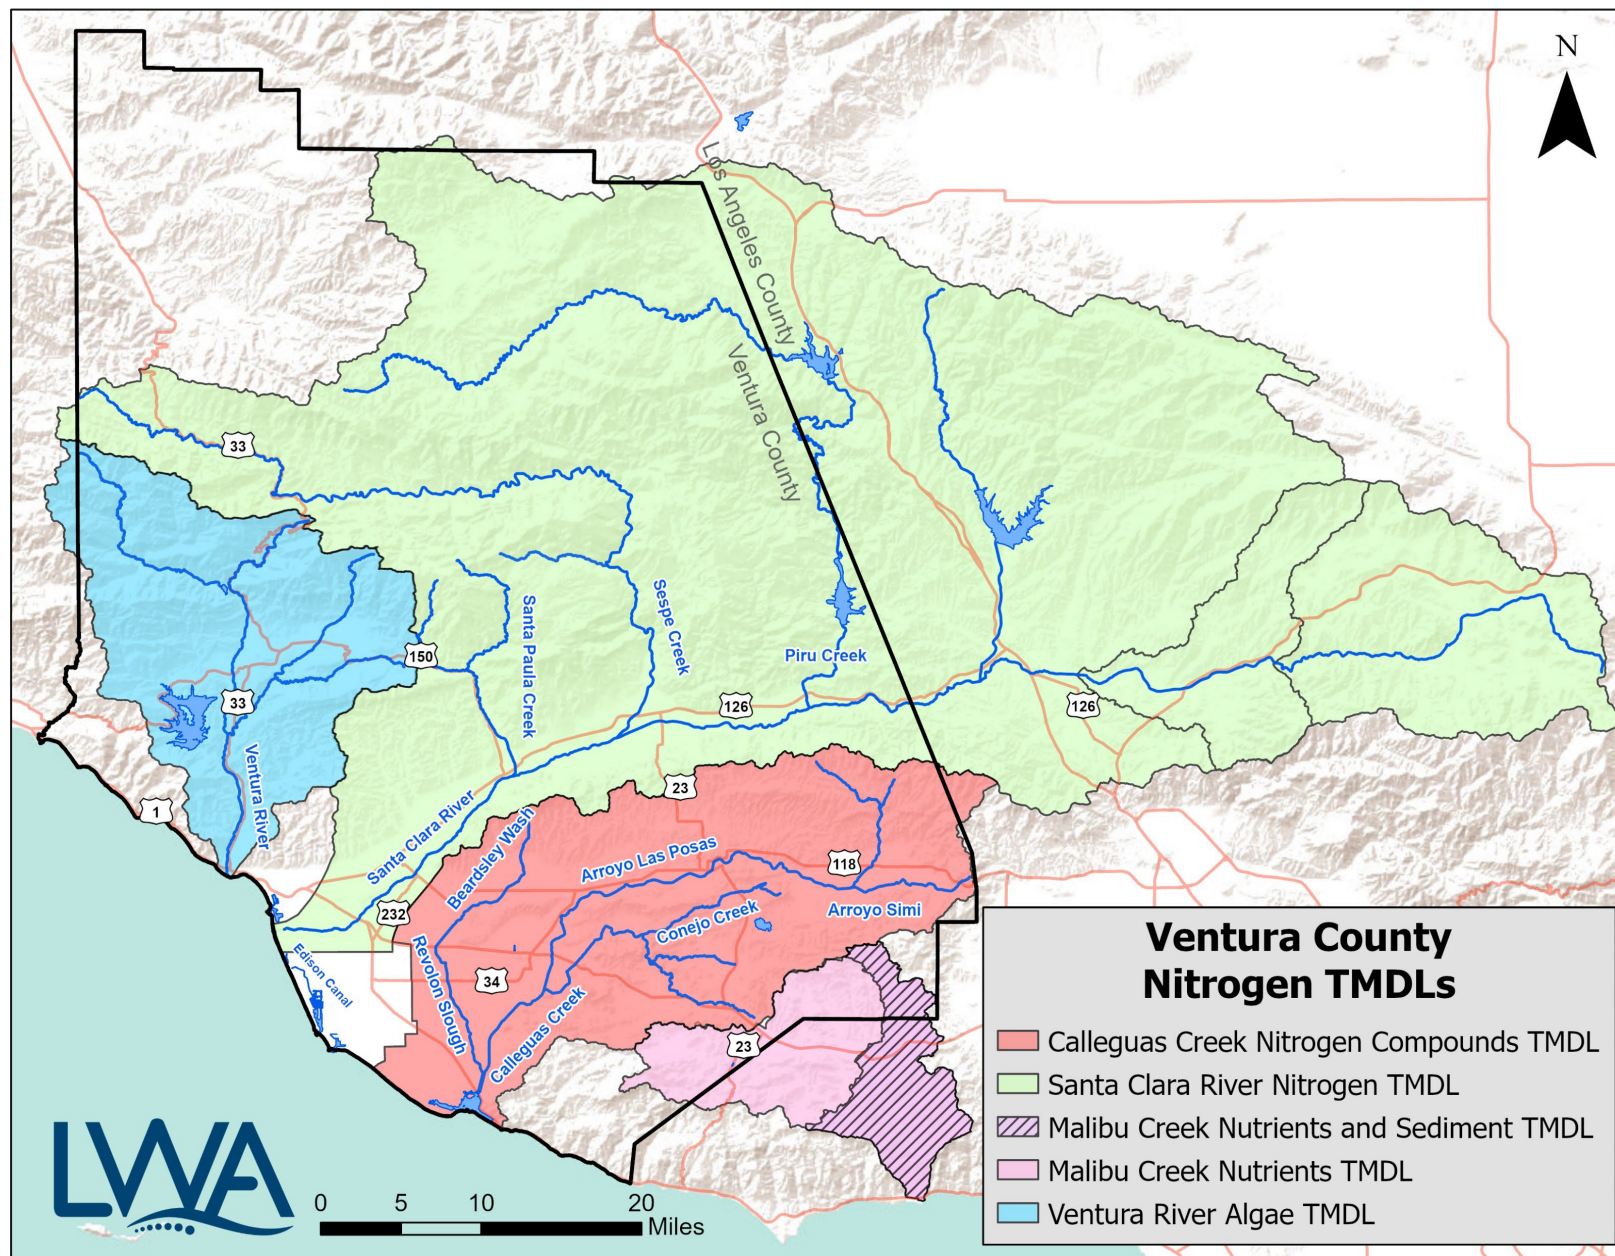 N
Los Angeles County
Ventura County
33
150
Santa Paula Creek
Sespe Creek
Piru Creek
126
126
33
Ventura River
1
23
Santa Clara River
Beardsley Wash
Arroyo Las Posas
118
232
Conejo Creek
Arroyo Simi
Edison Canal
Revolon Slough
34
Calleguas Creek
23
Ventura County
Nitrogen TMDLs
Calleguas Creek Nitrogen Compounds TMDL
Santa Clara River Nitrogen TMDL
Malibu Creek Nutrients and Sediment TMDL
Malibu Creek Nutrients TMDL
Ventura River Algae TMDL
LWA
0 5 10 20
Miles